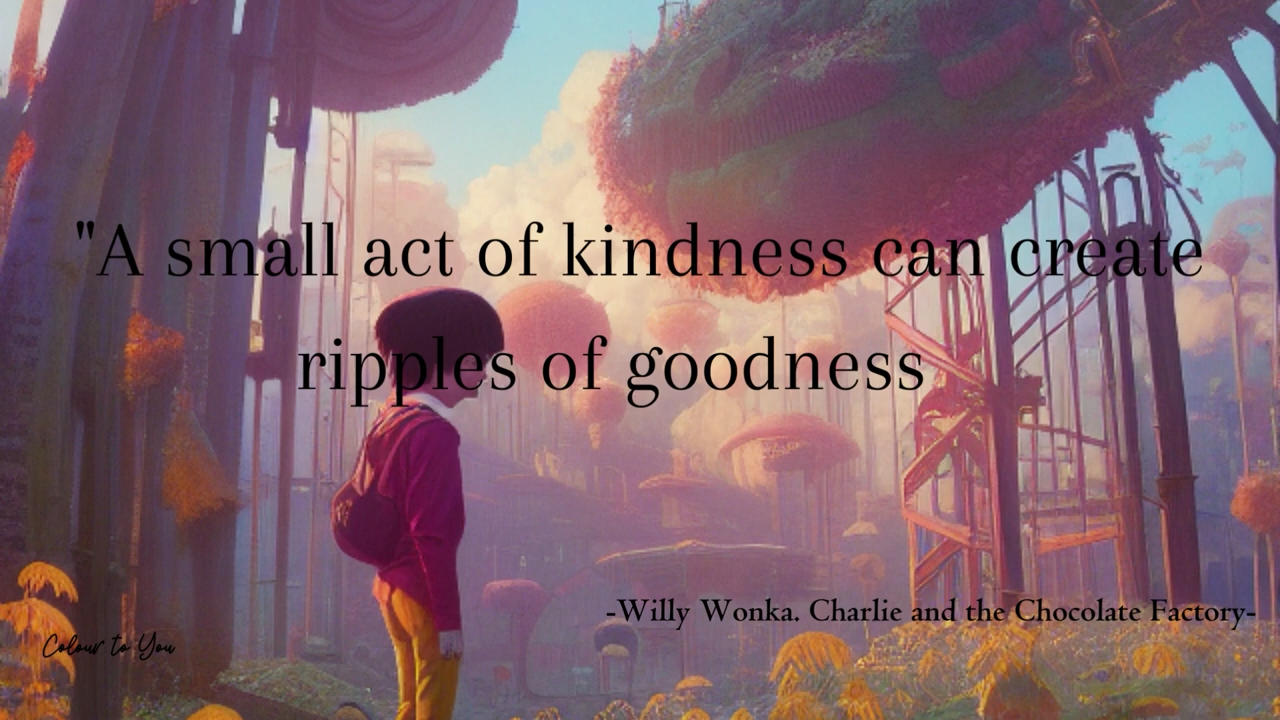 "A small act of kindness can create
ripples of goodness
-Willy Wonka. Charlie and the Chocolate Factory-
Colour to You